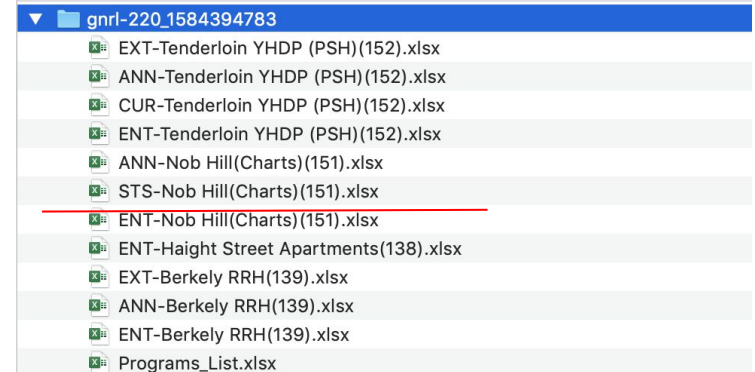 gnrl-220_1584394783
EXT-Tenderloin YHDP (PSH)(152).xlsx
ANN-Tenderloin YHDP (PSH)(152).xlsx
CUR-Tenderloin YHDP (PSH)(152).xlsx
ENT-Tenderloin YHDP (PSH)(152).xlsx
ANN-Nob Hill(Charts)(151).xlsx
STS-Nob Hill(Charts)(151).xlsx
ENT-Nob Hill(Charts)(151).xlsx
ENT-Haight Street Apartments(138).xlsx
EXT-Berkely RRH(139).xlsx
ANN-Berkely RRH(139).xlsx
ENT-Berkely RRH(139).xlsx
Programs_List.xlsx